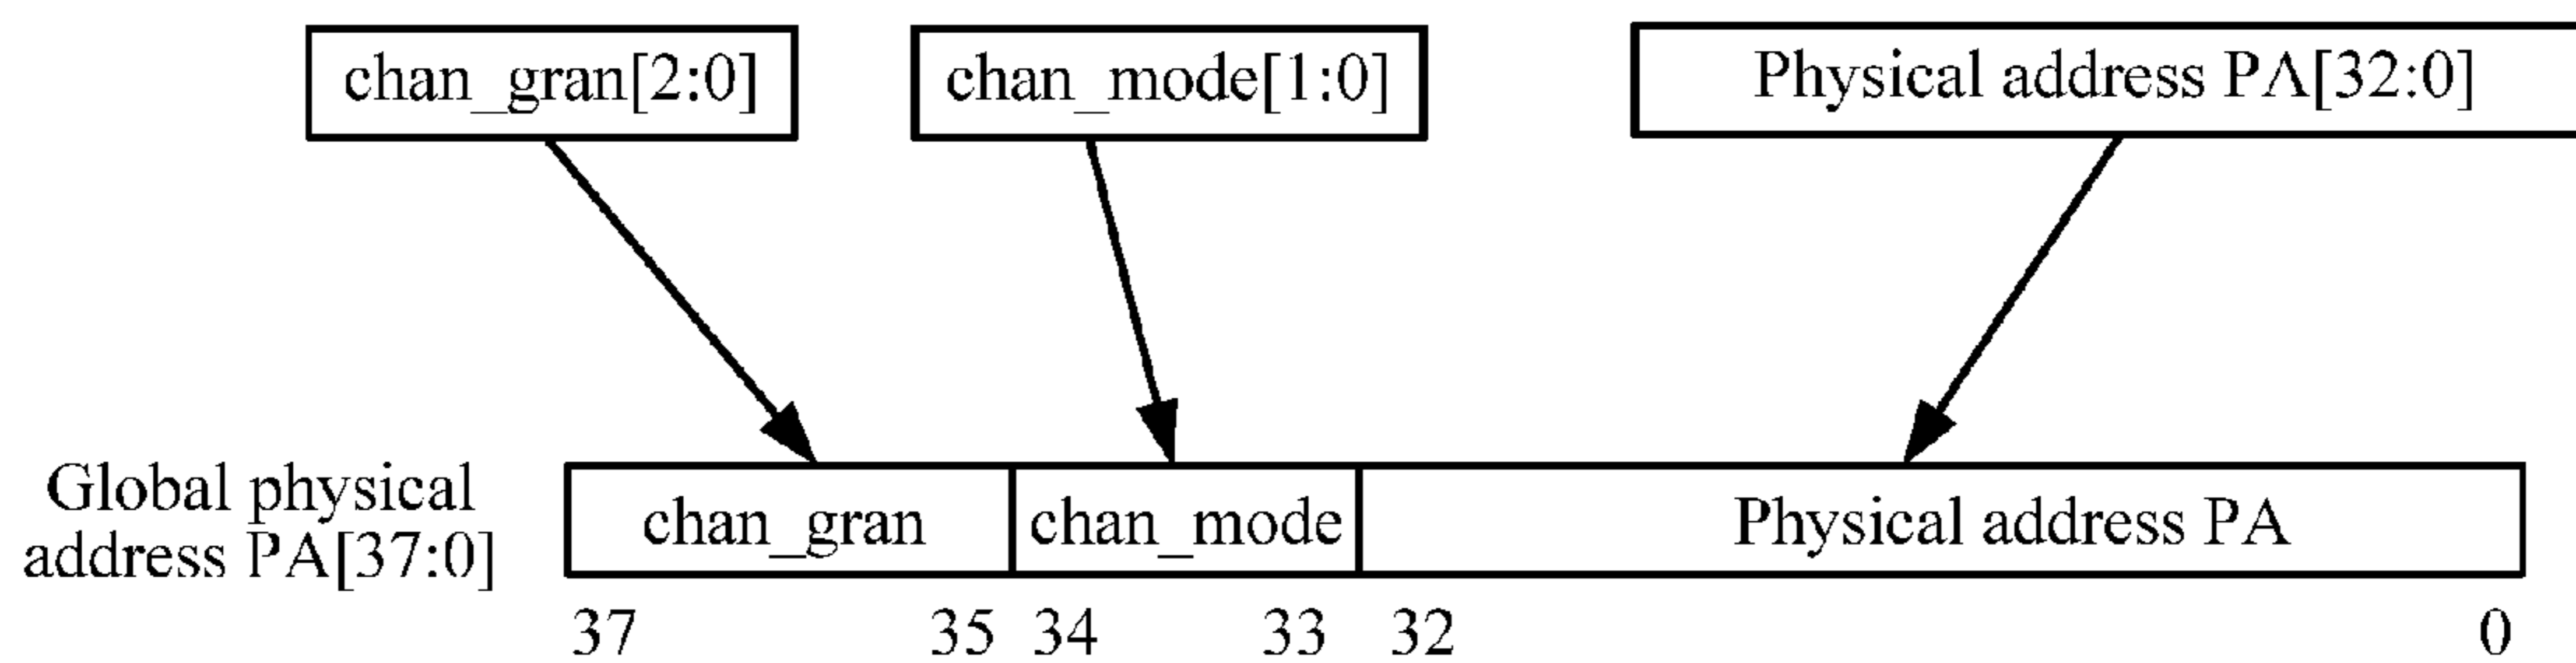 chan_gran[2:0]
chan_mode[1:0]
Physical address PA[32:0]
Global physical
address PA[37:0]
chan_gran
chan_mode
Physical address PA
37
35
34
33
32
0